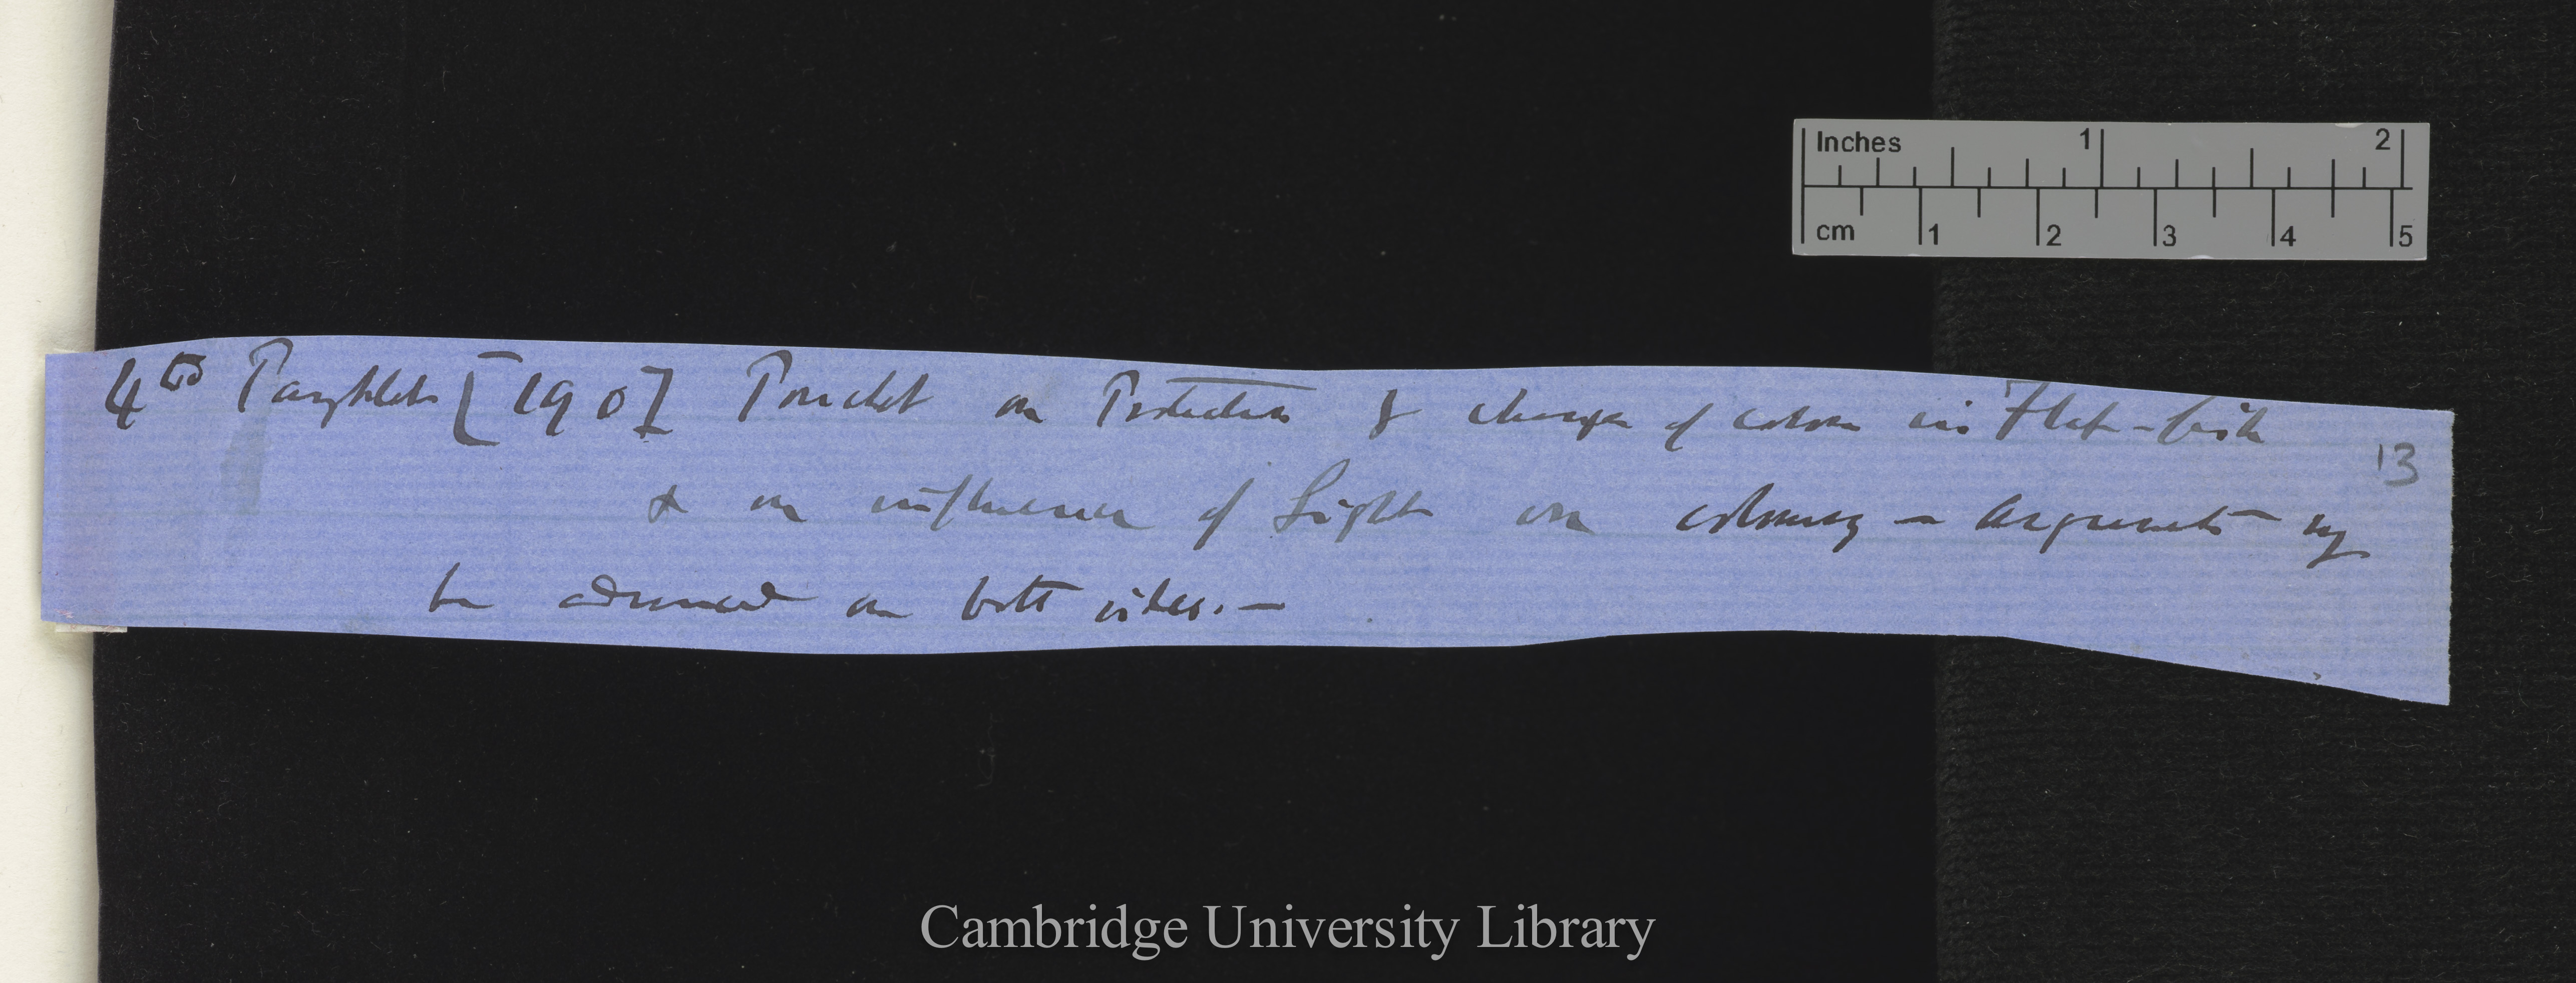 Inches 1 2
cm 1 2 3 4 5
4to Pamphlets [190] Pouchet on Protection & change of colour in Flat-fish
13
& on influence of Light on colouring — arguments may
be advanced on both sides. —
Cambridge University Library